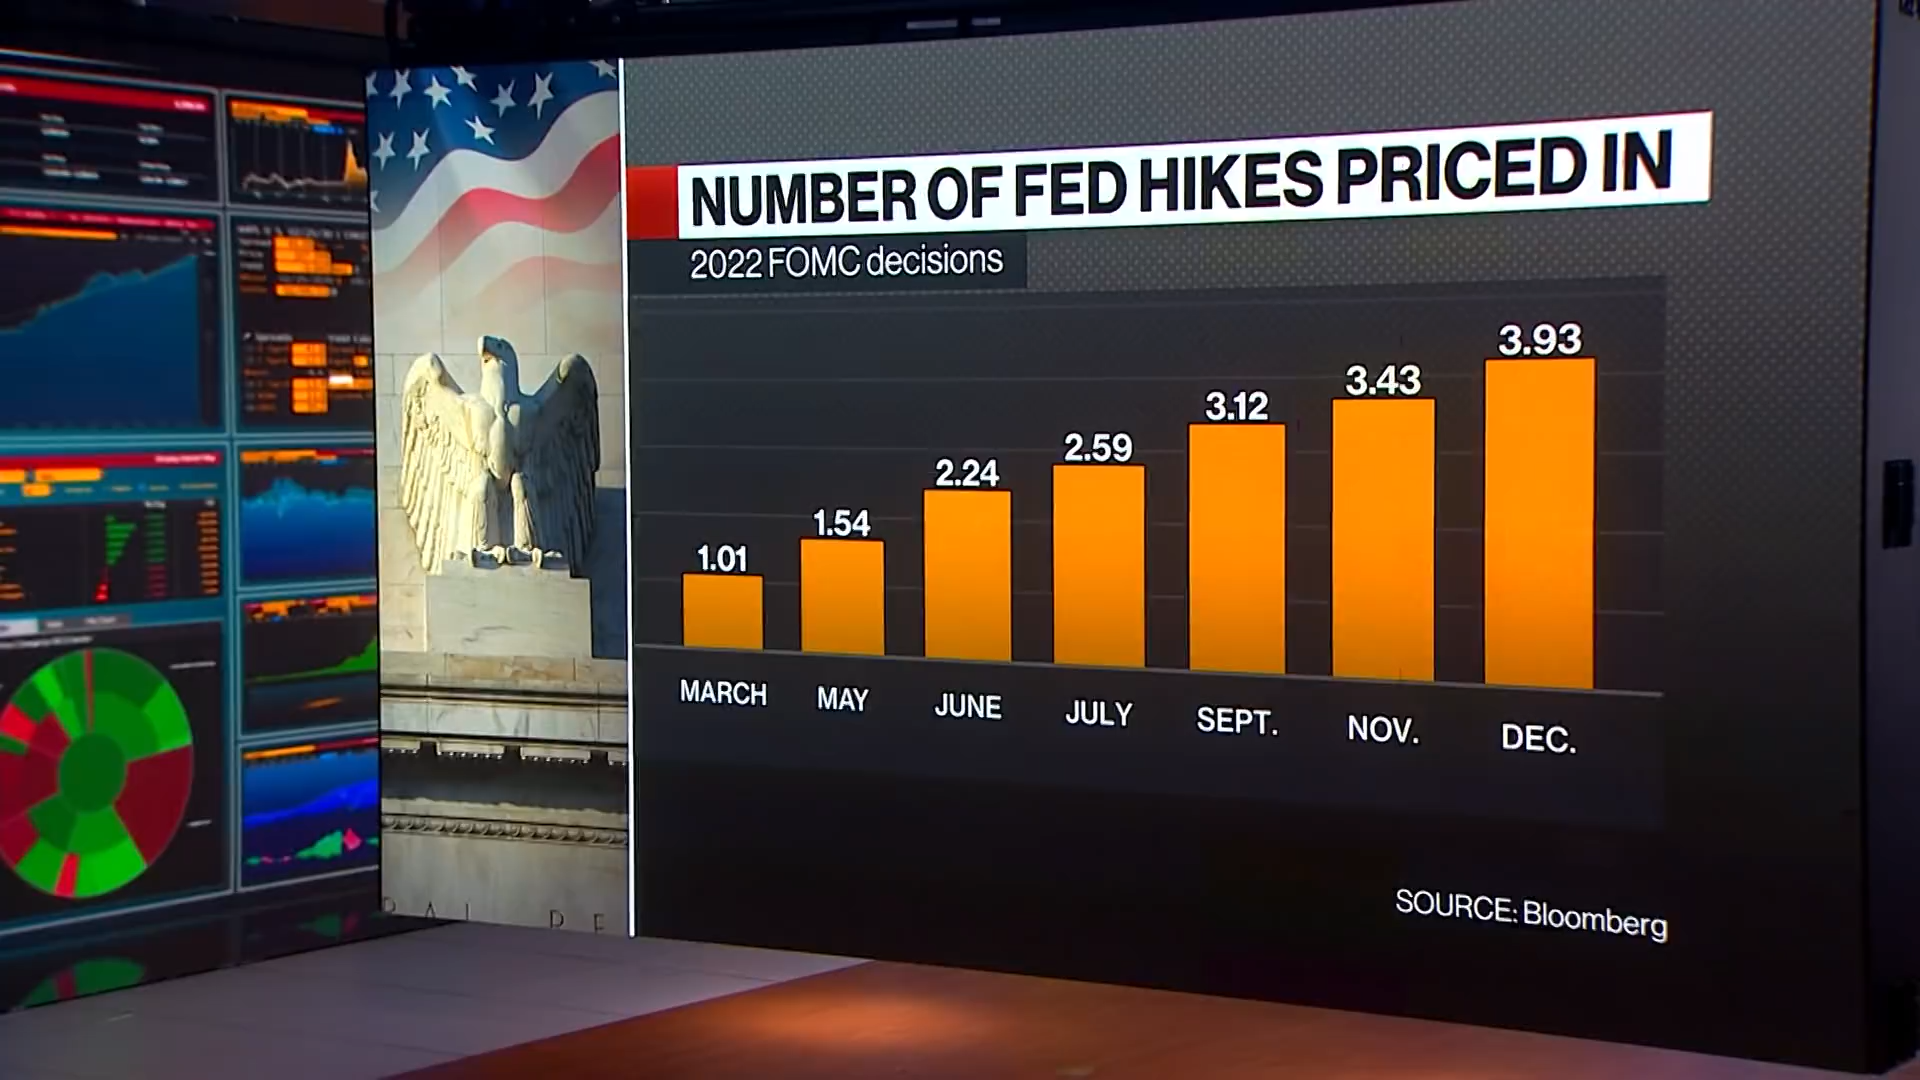 NUMBER OF FED HIKES PRICED IN
2022 FOMC decisions
1.01
1.54
2.24
2.59
3.12
3.43
3.93
MARCH
MAY
JUNE
JULY
SEPT.
NOV.
DEC.
SOURCE: Bloomberg